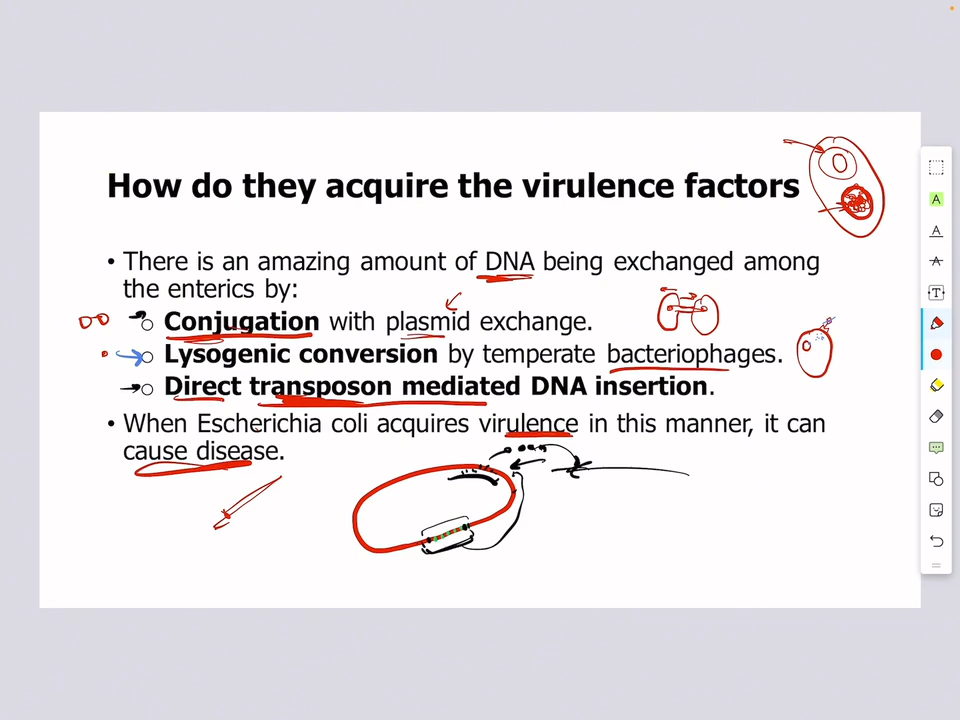 How do they acquire the virulence factors
• There is an amazing amount of DNA being exchanged among
the enterics by:
○ Conjugation with plasmid exchange.
○ Lysogenic conversion by temperate bacteriophages.
○ Direct transposon mediated DNA insertion.
• When Escherichia coli acquires virulence in this manner, it can
cause disease.